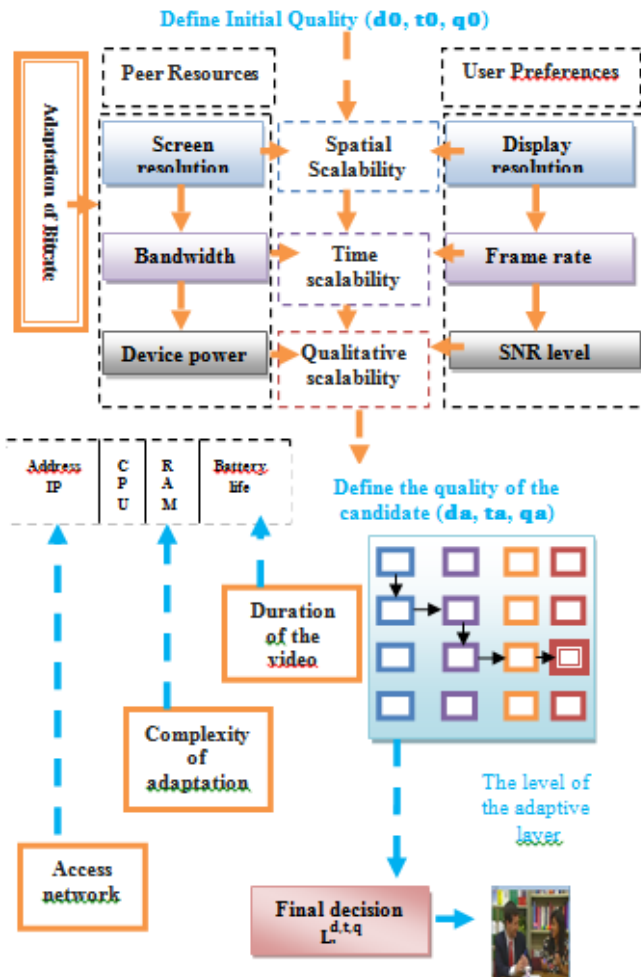 Define Initial Quality (d0, t0, q0)
Peer Resources
User Preferences
Adaptation of Bitrate
Screen
resolution
Spatial
Scalability
Display
resolution
Bandwidth
Time
scalability
Frame rate
Device power
Qualitative
scalability
SNR level
Address
IP
C
P
U
R
A
M
Battery
life
Define the quality of the
candidate (da, ta, qa)
Duration
of the
video
Complexity
of
adaptation
Access
network
The level of
the adaptive
layer
Final decision
L d,t,q